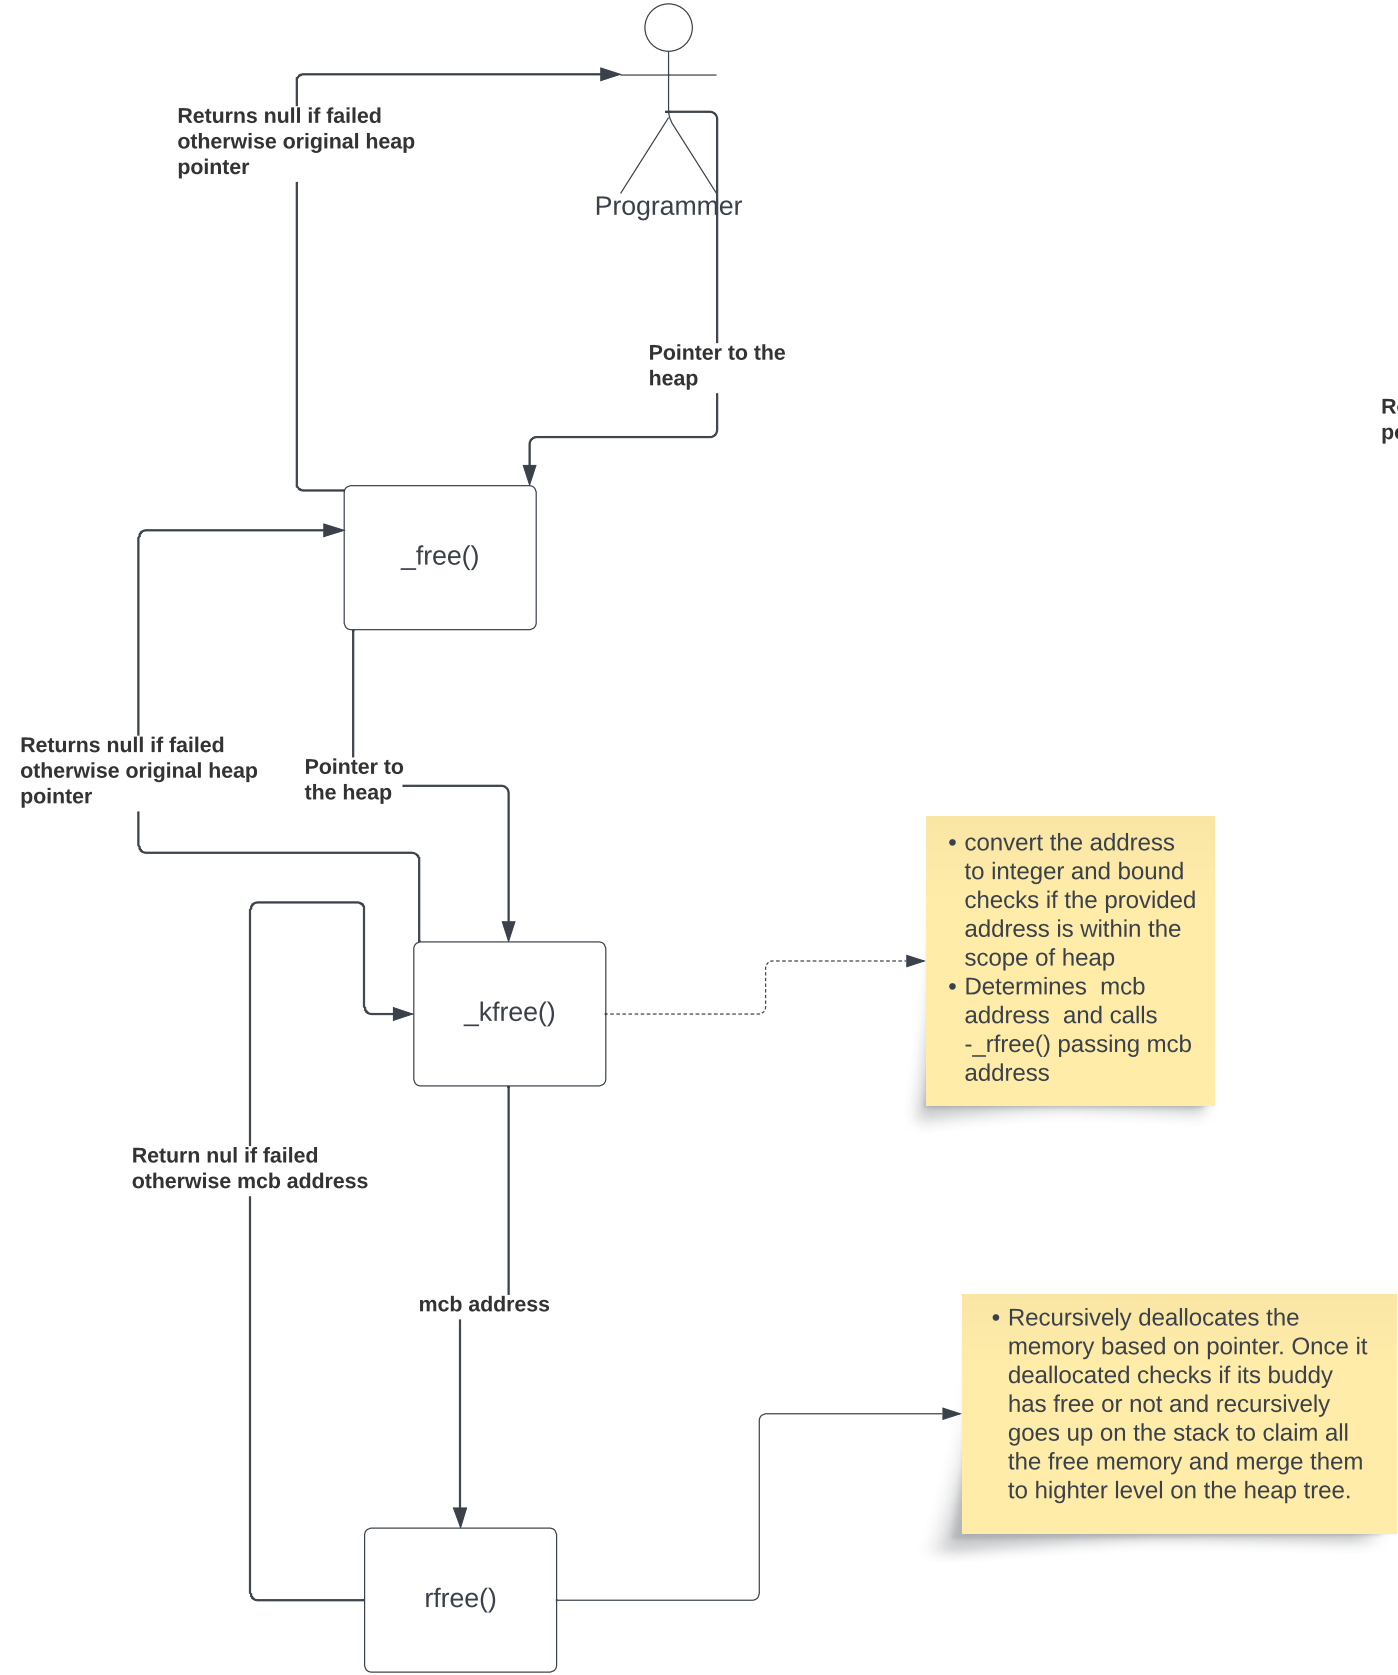 Returns null if failed
otherwise original heap
pointer
Programmer
Pointer to the
heap
_free()
Returns null if failed
otherwise original heap
pointer
Pointer to
the heap
• convert the address
to integer and bound
checks if the provided
address is within the
scope of heap
• Determines  mcb
address  and calls
-_rfree() passing mcb
address
_kfree()
Return nul if failed
otherwise mcb address
mcb address
• Recursively deallocates the
memory based on pointer. Once it
deallocated checks if its buddy
has free or not and recursively
goes up on the stack to claim all
the free memory and merge them
to highter level on the heap tree.
rfree()